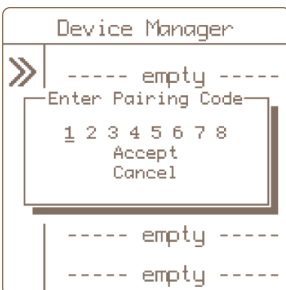 Device Manager
----- empty -----
Enter Pairing Code
1 2 3 4 5 6 7 8
Accept
Cancel
----- empty -----
----- empty -----